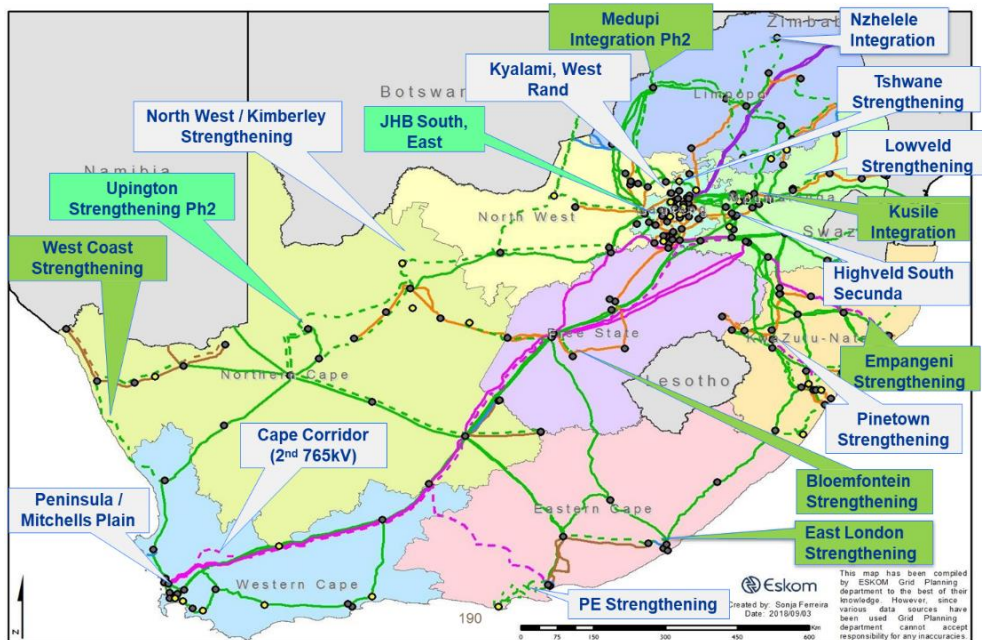 Medupi
Integration Ph2
Nzhelele
Integration
Kyalami, West
Rand
Tshwane
Strengthening
North West / Kimberley
Strengthening
JHB South,
East
Lowveld
Strengthening
Upington
Strengthening Ph2
Kusile
Integration
West Coast
Strengthening
Highveld South
Secunda
Empangeni
Strengthening
Pinetown
Strengthening
Cape Corridor
(2nd 765kV)
Bloemfontein
Strengthening
Peninsula /
Mitchells Plain
East London
Strengthening
PE Strengthening
Zimbab
Botswan
Limpopo
Namibia
North West
Swaz
Free State
Northern Cape
Lesotho
Eastern Cape
Western Cape
190
Eskom
Created by: Sonja Ferreira
Date: 2018/09/03
0 75 150 300 450 600
Km
This map has been compiled
by ESKOM Grid Planning
department to the best of their
knowledge. However, since
various data sources have
been used Grid Planning
department cannot accept
responsibility for any inaccuracies.
N